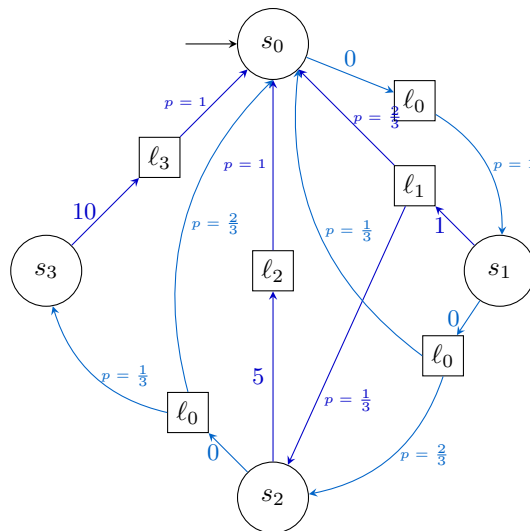 s₀
0
ℓ₀
p = 1
p = 2/3
p = 1
ℓ₃
p = 1
ℓ₁
10
p = 2/3
p = 1/3
1
s₃
ℓ₂
s₁
0
ℓ₀
5
p = 1/3
p = 1/3
ℓ₀
0
p = 2/3
s₂